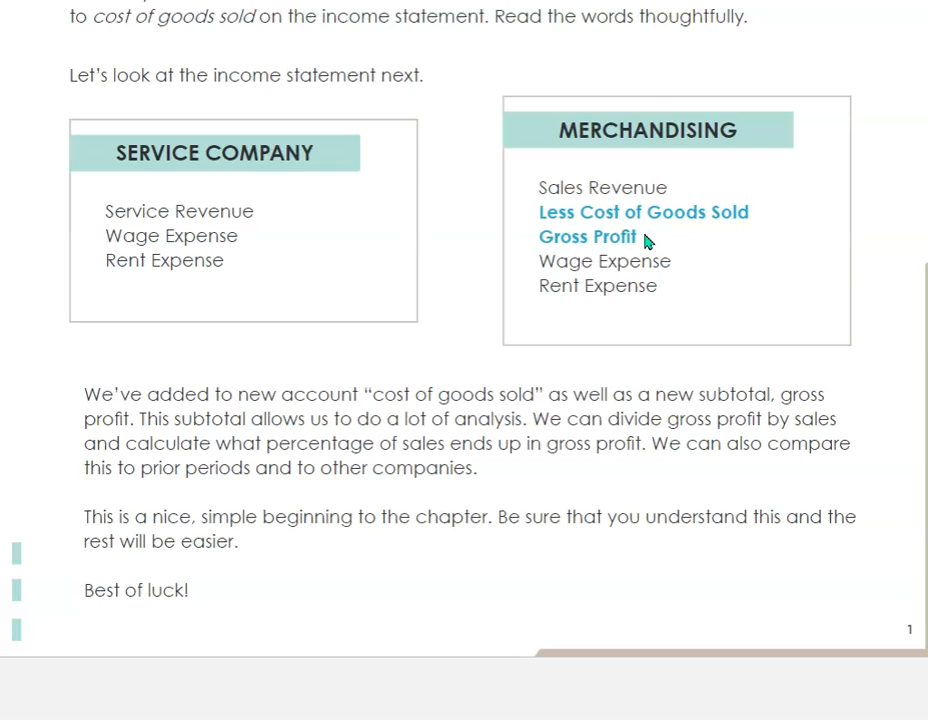 to cost of goods sold on the income statement. Read the words thoughtfully.
Let's look at the income statement next.
SERVICE COMPANY
Service Revenue
Wage Expense
Rent Expense
MERCHANDISING
Sales Revenue
Less Cost of Goods Sold
Gross Profit
Wage Expense
Rent Expense
We've added to new account “cost of goods sold” as well as a new subtotal, gross
profit. This subtotal allows us to do a lot of analysis. We can divide gross profit by sales
and calculate what percentage of sales ends up in gross profit. We can also compare
this to prior periods and to other companies.
This is a nice, simple beginning to the chapter. Be sure that you understand this and the
rest will be easier.
Best of luck!
1